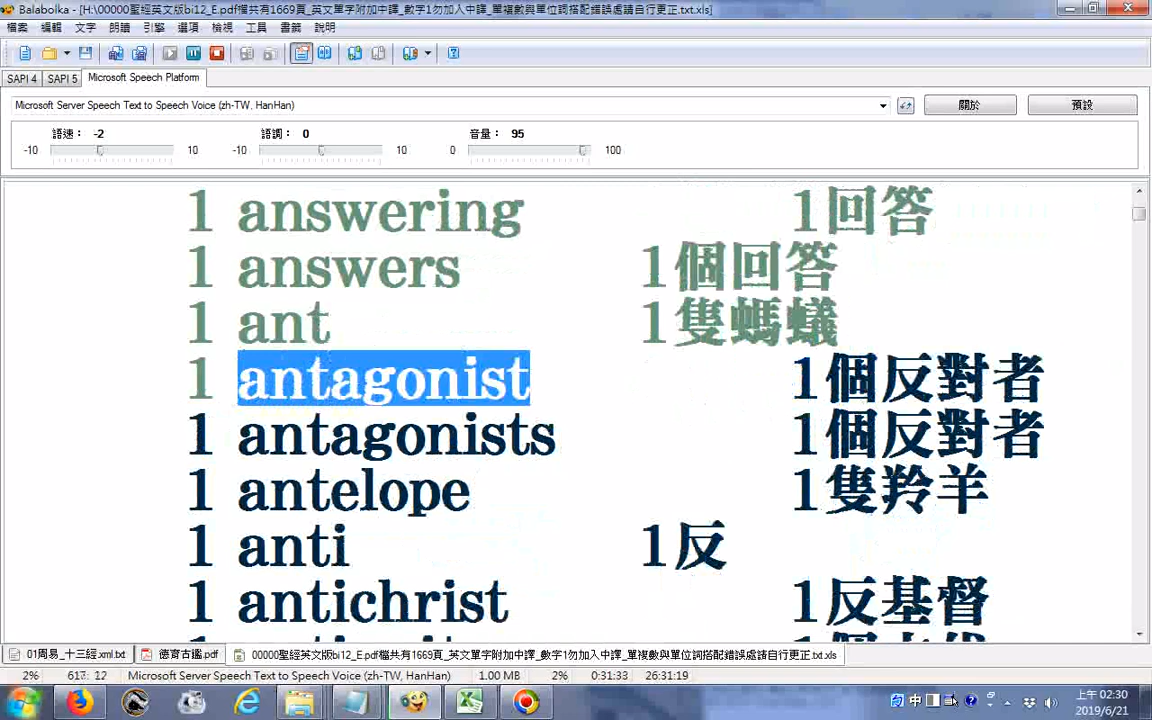 Balabolka - [H:\00000聖經英文版bi12_E.pdf檔共有1669頁_英文單字附加中譯_數字1勿加入中譯_單複數與單位詞搭配錯誤處請自行更正.txt.xls]
檔案 編輯 文字 朗讀 引擎 選項 檢視 工具 書籤 說明
SAPI 4 SAPI 5 Microsoft Speech Platform
Microsoft Server Speech Text to Speech Voice (zh-TW, HanHan) 關於 預設
語速： -2 語調： 0 音量： 95
-10 10 -10 10 0 100
1 answering 1回答
1 answers 1個回答
1 ant 1隻螞蟻
1 antagonist 1個反對者
1 antagonists 1個反對者
1 antelope 1隻羚羊
1 anti 1反
1 antichrist 1反基督
01周易_十三經.xml.txt 德育古鑑.pdf 00000聖經英文版bi12_E.pdf檔共有1669頁_英文單字附加中譯_數字1勿加入中譯_單複數與單位詞搭配錯誤處請自行更正.txt.xls
2% 617: 12 Microsoft Server Speech Text to Speech Voice (zh-TW, HanHan) 1.00 MB 2% 0:31:33 26:31:19
中 上午 02:30
2019/6/21